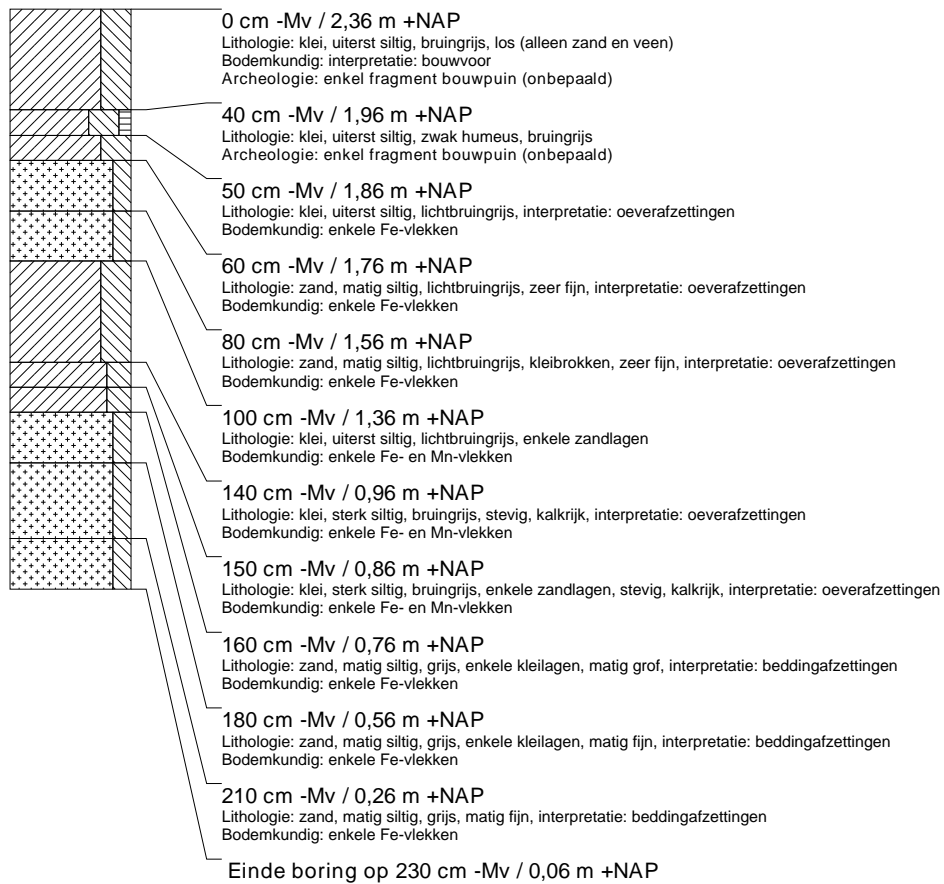 0 cm -Mv / 2,36 m +NAP
Lithologie: klei, uiterst siltig, bruingrijs, los (alleen zand en veen)
Bodemkundig: interpretatie: bouwvoor
Archeologie: enkel fragment bouwpuin (onbepaald)
40 cm -Mv / 1,96 m +NAP
Lithologie: klei, uiterst siltig, zwak humeus, bruingrijs
Archeologie: enkel fragment bouwpuin (onbepaald)
50 cm -Mv / 1,86 m +NAP
Lithologie: klei, uiterst siltig, lichtbruingrijs, interpretatie: oeverafzettingen
Bodemkundig: enkele Fe-vlekken
60 cm -Mv / 1,76 m +NAP
Lithologie: zand, matig siltig, lichtbruingrijs, zeer fijn, interpretatie: oeverafzettingen
Bodemkundig: enkele Fe-vlekken
80 cm -Mv / 1,56 m +NAP
Lithologie: zand, matig siltig, lichtbruingrijs, kleibrokken, zeer fijn, interpretatie: oeverafzettingen
Bodemkundig: enkele Fe-vlekken
100 cm -Mv / 1,36 m +NAP
Lithologie: klei, uiterst siltig, lichtbruingrijs, enkele zandlagen
Bodemkundig: enkele Fe- en Mn-vlekken
140 cm -Mv / 0,96 m +NAP
Lithologie: klei, sterk siltig, bruingrijs, stevig, kalkrijk, interpretatie: oeverafzettingen
Bodemkundig: enkele Fe- en Mn-vlekken
150 cm -Mv / 0,86 m +NAP
Lithologie: klei, sterk siltig, bruingrijs, enkele zandlagen, stevig, kalkrijk, interpretatie: oeverafzettingen
Bodemkundig: enkele Fe- en Mn-vlekken
160 cm -Mv / 0,76 m +NAP
Lithologie: zand, matig siltig, grijs, enkele kleilagen, matig grof, interpretatie: beddingafzettingen
Bodemkundig: enkele Fe-vlekken
180 cm -Mv / 0,56 m +NAP
Lithologie: zand, matig siltig, grijs, enkele kleilagen, matig fijn, interpretatie: beddingafzettingen
Bodemkundig: enkele Fe-vlekken
210 cm -Mv / 0,26 m +NAP
Lithologie: zand, matig siltig, grijs, matig fijn, interpretatie: beddingafzettingen
Bodemkundig: enkele Fe-vlekken
Einde boring op 230 cm -Mv / 0,06 m +NAP